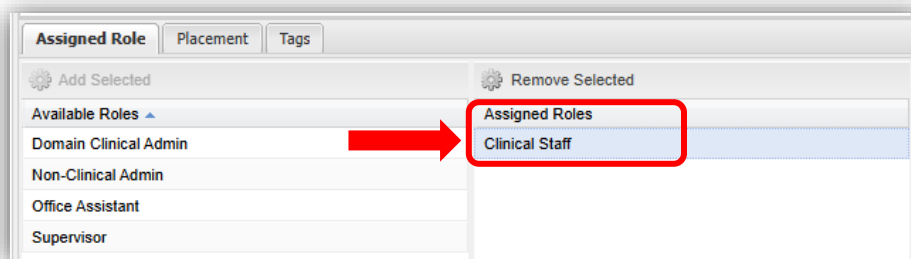 Assigned Role Placement Tags
Add Selected
Remove Selected
Available Roles
Assigned Roles
Domain Clinical Admin
Clinical Staff
Non-Clinical Admin
Office Assistant
Supervisor